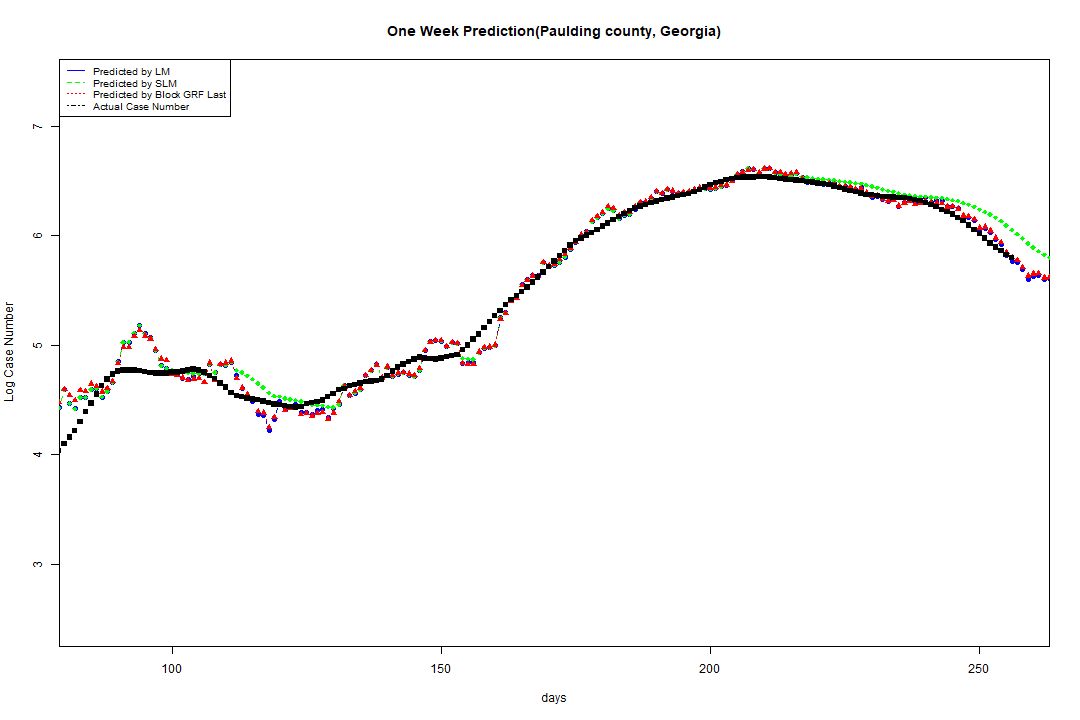 One Week Prediction(Paulding county, Georgia)
Predicted by LM
Predicted by SLM
Predicted by Block GRF Last
Actual Case Number
7
6
5
4
3
Log Case Number
100
150
200
250
days